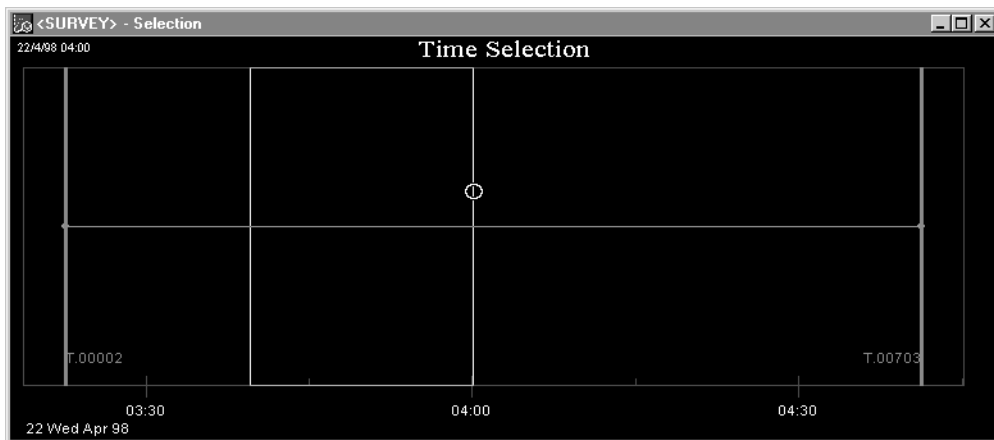 <SURVEY> - Selection
22/4/98 04:00
Time Selection
T.00002
T.00703
03:30
04:00
04:30
22 Wed Apr 98